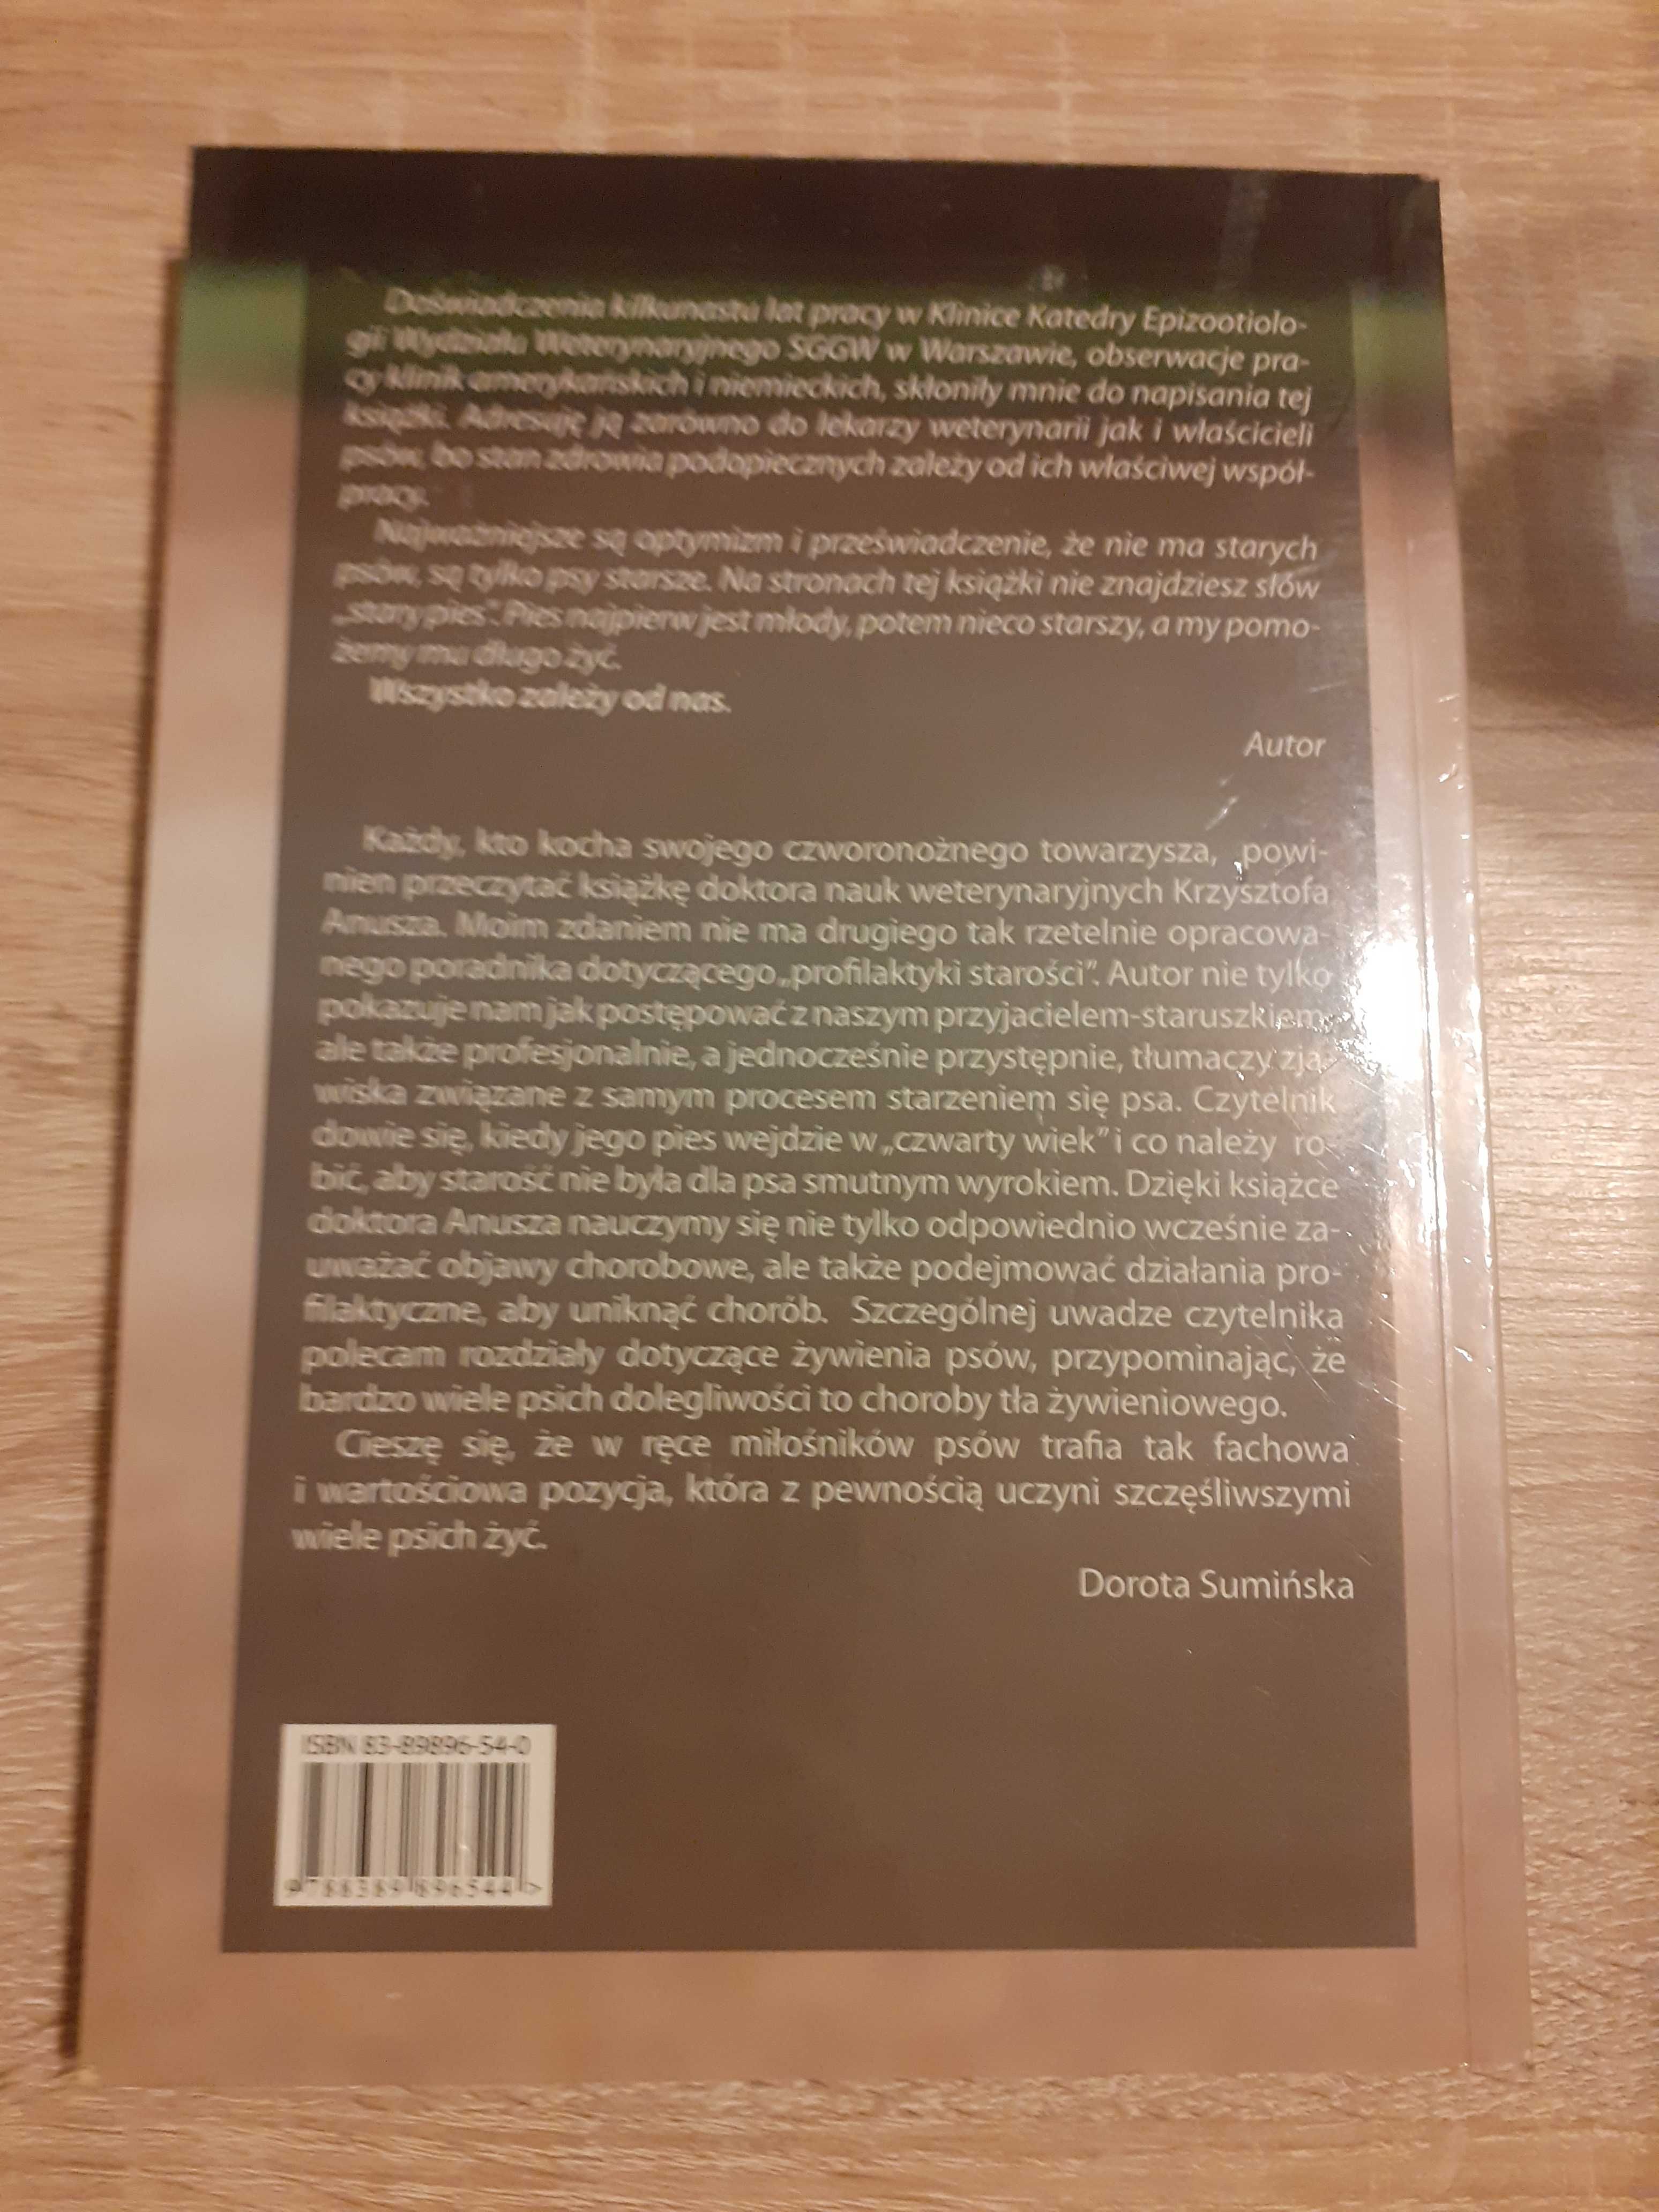 Doświadczenia kilkunastu lat pracy w Klinice Katedry Epizootiolo-
gii Wydziału Weterynaryjnego SGGW w Warszawie, obserwacje pra-
cy klinik amerykańskich i niemieckich, skłoniły mnie do napisania tej
książki. Adresuję ją zarówno do lekarzy weterynarii jak i właścicieli
psów, bo stan zdrowia podopiecznych zależy od ich właściwej współ-
pracy.
Najważniejsze są optymizm i przeświadczenie, że nie ma starych
psów, są tylko psy starsze. Na stronach tej książki nie znajdziesz słów
„stary pies”. Pies najpierw jest młody, potem nieco starszy, a my pomo-
żemy mu długo żyć.
Wszystko zależy od nas.
Autor
Każdy, kto kocha swojego czworonożnego towarzysza, powi-
nien przeczytać książkę doktora nauk weterynaryjnych Krzysztofa
Anusza. Moim zdaniem nie ma drugiego tak rzetelnie opracowa-
nego poradnika dotyczącego „profilaktyki starości”. Autor nie tylko
pokazuje nam jak postępować z naszym przyjacielem-staruszkiem,
ale także profesjonalnie, a jednocześnie przystępnie, tłumaczy zja-
wiska związane z samym procesem starzeniem się psa. Czytelnik
dowie się, kiedy jego pies wejdzie w „czwarty wiek” i co należy ro-
bić, aby starość nie była dla psa smutnym wyrokiem. Dzięki książce
doktora Anusza nauczymy się nie tylko odpowiednio wcześnie za-
uważać objawy chorobowe, ale także podejmować działania pro-
filaktyczne, aby uniknąć chorób. Szczególnej uwadze czytelnika
polecam rozdziały dotyczące żywienia psów, przypominając, że
bardzo wiele psich dolegliwości to choroby tła żywieniowego.
Cieszę się, że w ręce miłośników psów trafia tak fachowa
i wartościowa pozycja, która z pewnością uczyni szczęśliwszymi
wiele psich żyć.
Dorota Sumińska
ISBN 83-89896-54-0
9 788389 896544 >